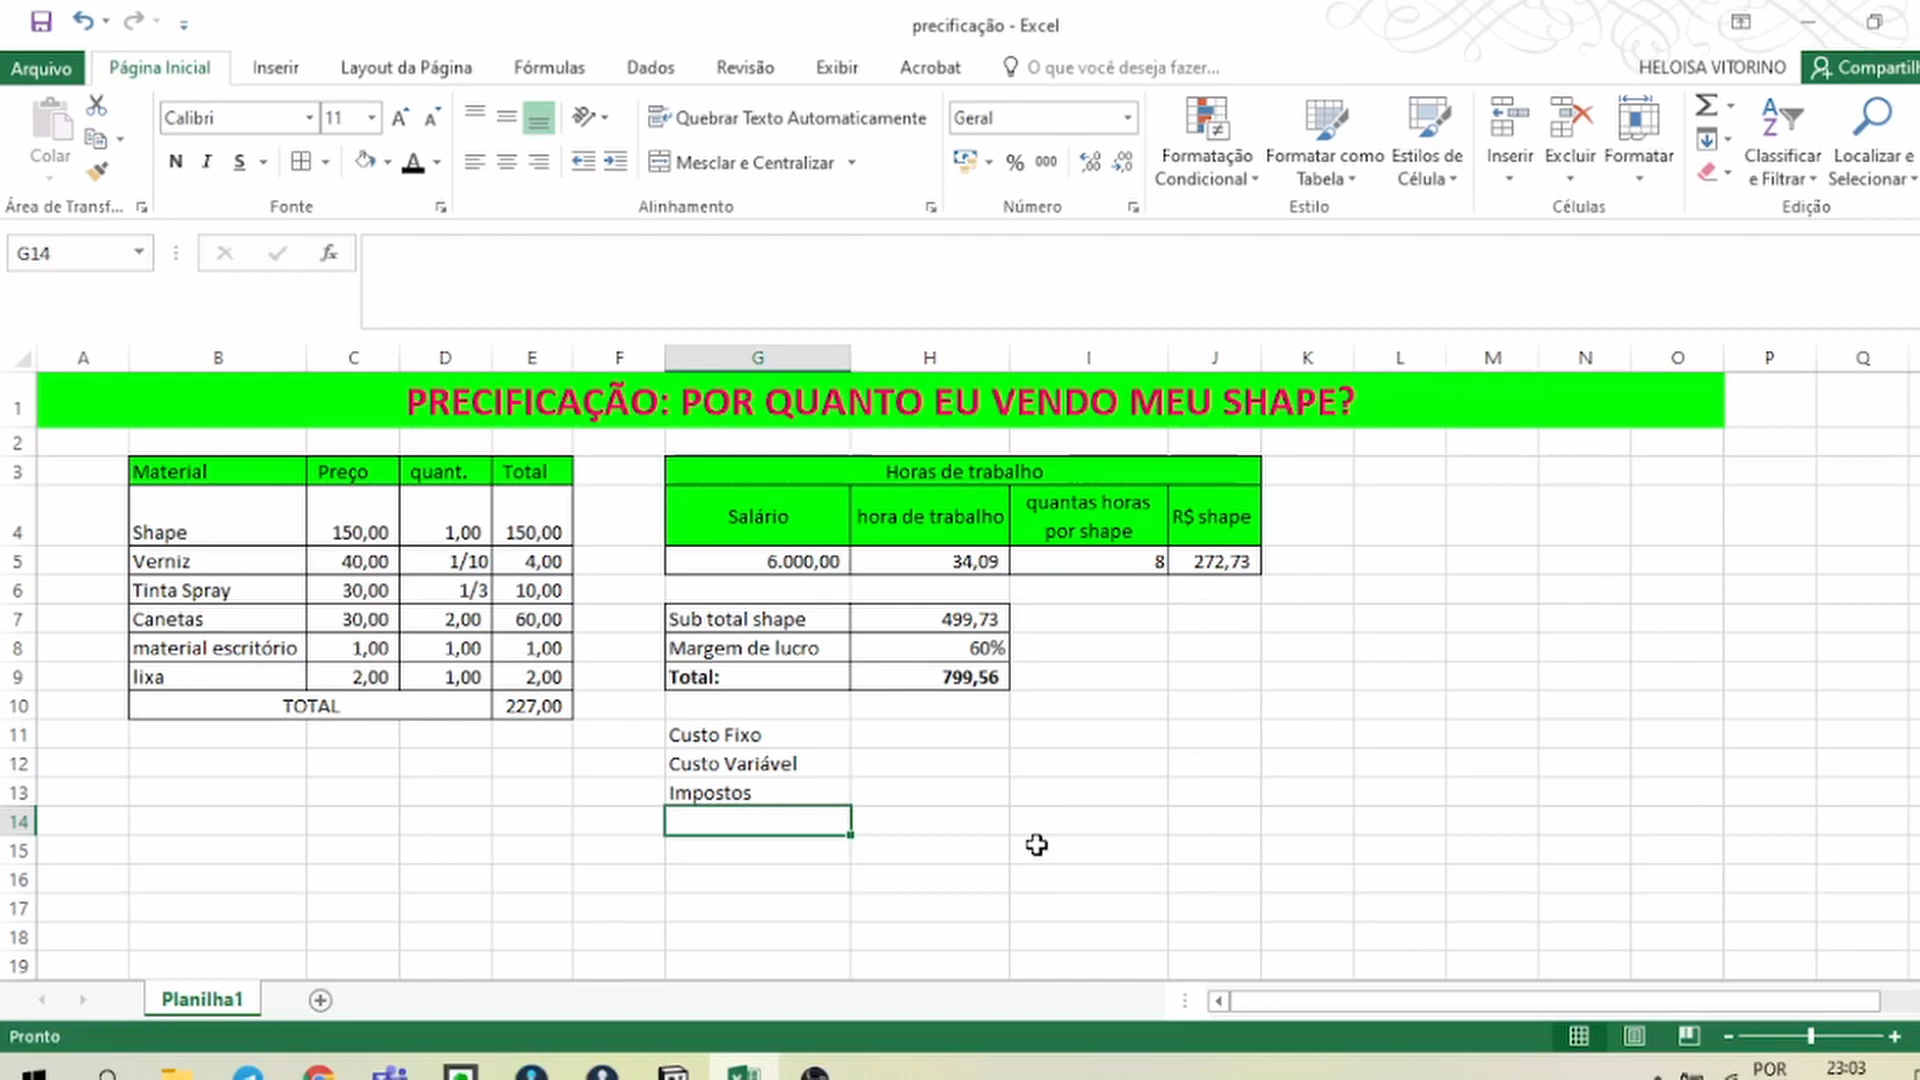 precificação - Excel
Arquivo Página Inicial Inserir Layout da Página Fórmulas Dados Revisão Exibir Acrobat O que você deseja fazer... HELOISA VITORINO
Calibri 11 Quebrar Texto Automaticamente Geral
Colar N I S Mesclar e Centralizar % 000 Formatação Condicional Formatar como Tabela Estilos de Célula Inserir Excluir Formatar Classificar e Filtrar Localizar e Selecionar
Área de Transf... Fonte Alinhamento Número Estilo Células Edição
G14 fx
A B C D E F G H I J K L M N O P Q
1 PRECIFICAÇÃO: POR QUANTO EU VENDO MEU SHAPE?
2
3 Material Preço quant. Total Horas de trabalho
4 Shape 150,00 1,00 150,00 Salário hora de trabalho quantas horas por shape R$ shape
5 Verniz 40,00 1/10 4,00 6.000,00 34,09 8 272,73
6 Tinta Spray 30,00 1/3 10,00
7 Canetas 30,00 2,00 60,00 Sub total shape 499,73
8 material escritório 1,00 1,00 1,00 Margem de lucro 60%
9 lixa 2,00 1,00 2,00 Total: 799,56
10 TOTAL 227,00
11 Custo Fixo
12 Custo Variável
13 Impostos
14
15
16
17
18
19
Planilha1
Pronto
POR 23:03